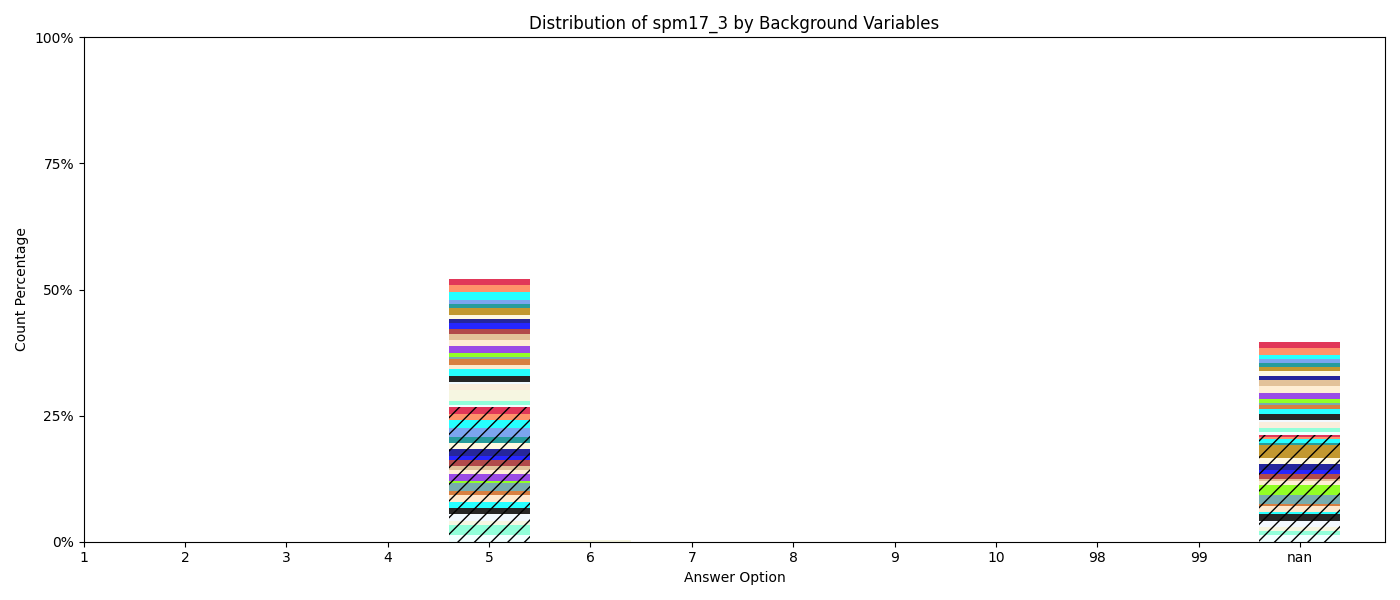 Distribution of spm17_3 by Background Variables
100%
75%
50%
25%
0%
Count Percentage
1 2 3 4 5 6 7 8 9 10 98 99 nan
Answer Option